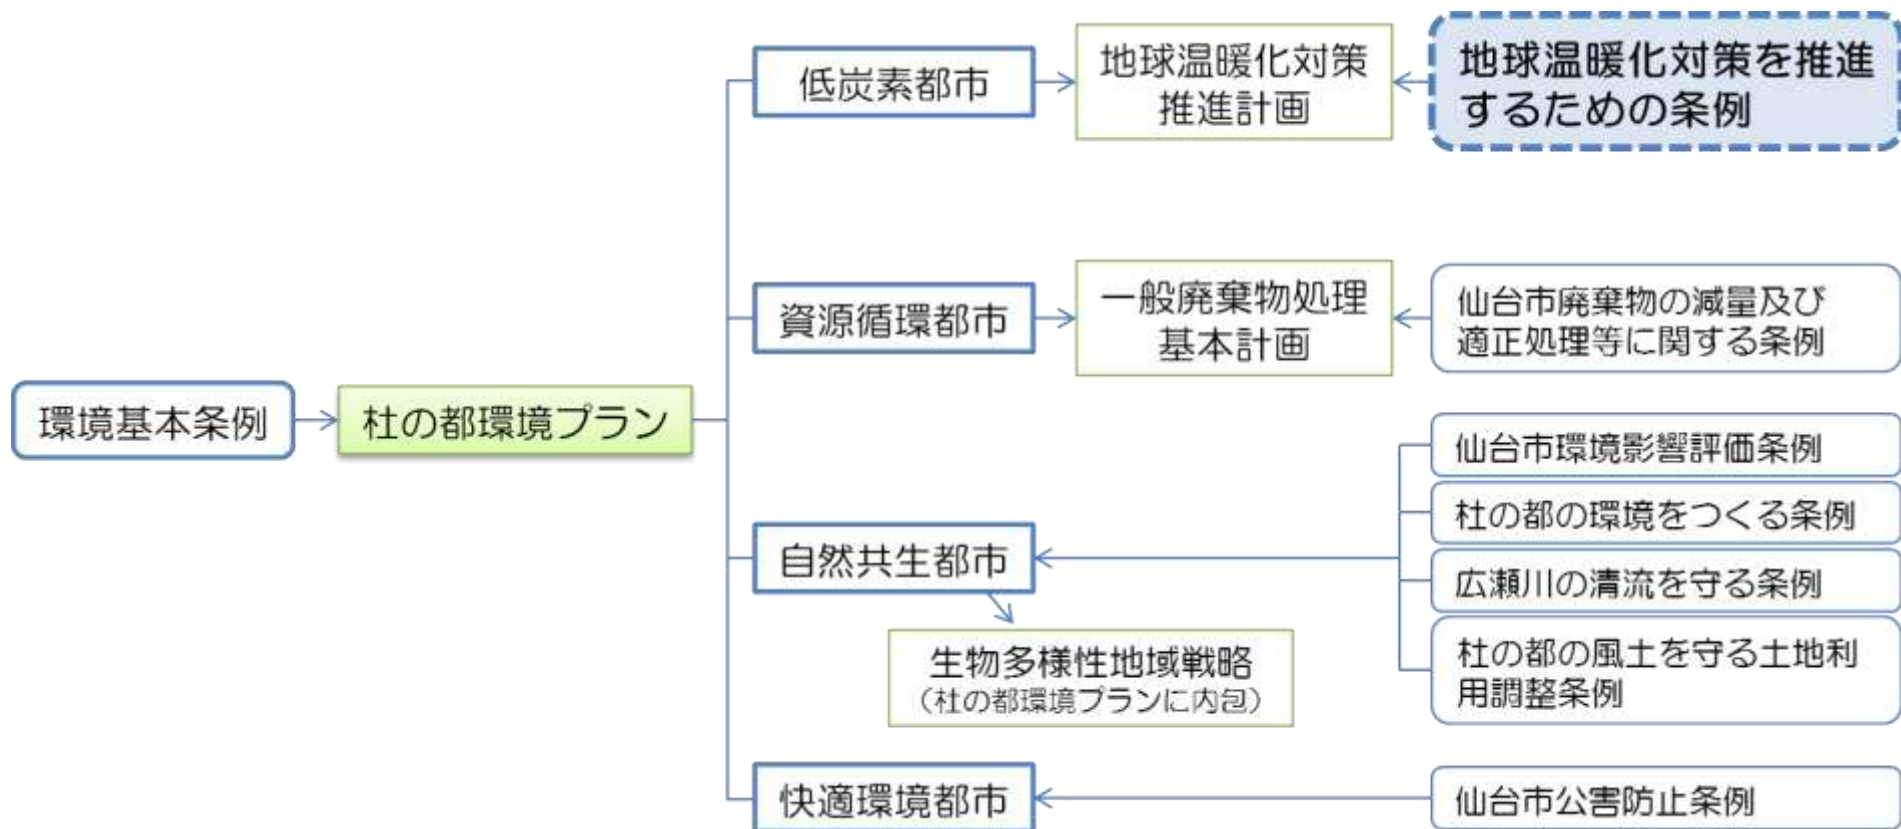 環境基本条例
杜の都環境プラン
低炭素都市
地球温暖化対策
推進計画
地球温暖化対策を推進
するための条例
資源循環都市
一般廃棄物処理
基本計画
仙台市廃棄物の減量及び
適正処理等に関する条例
自然共生都市
生物多様性地域戦略
（杜の都環境プランに内包）
仙台市環境影響評価条例
杜の都の環境をつくる条例
広瀬川の清流を守る条例
杜の都の風土を守る土地利
用調整条例
快適環境都市
仙台市公害防止条例